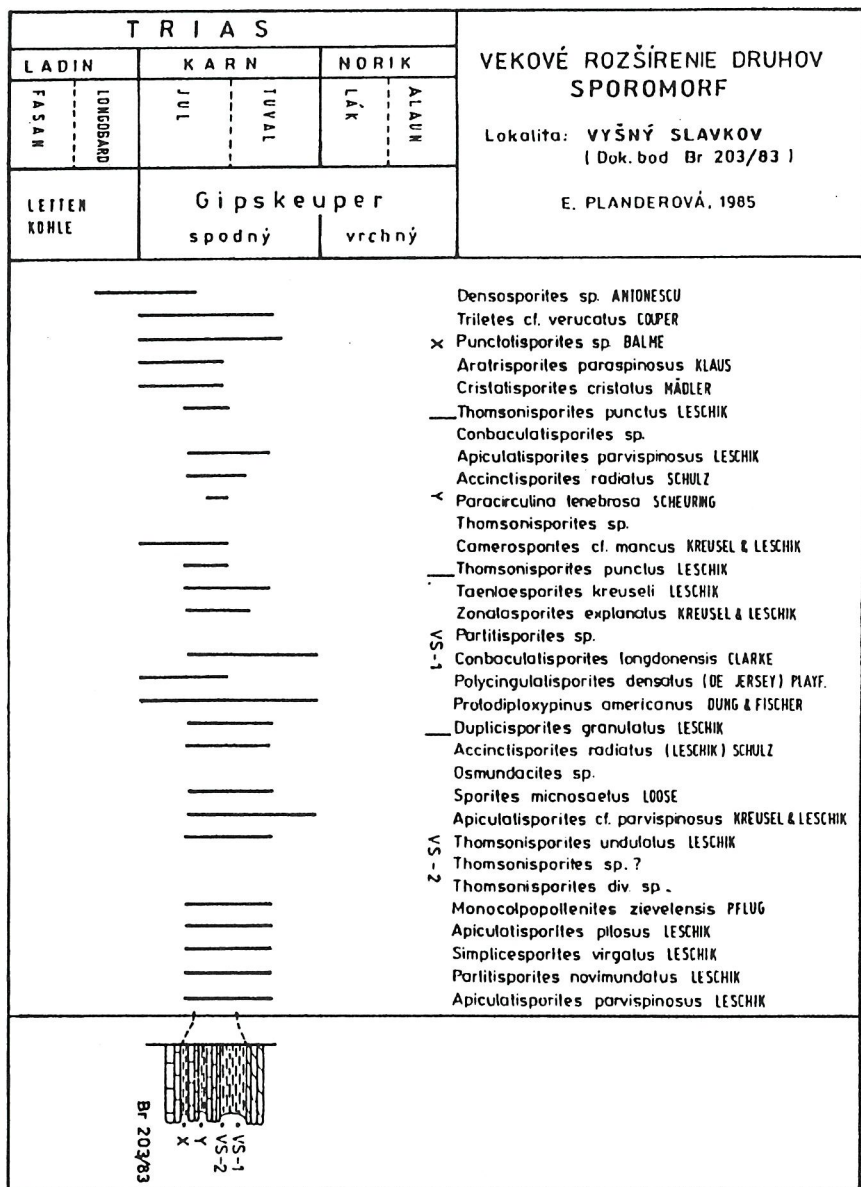 TRIAS
LADIN KARN NORIK
FASAN LONGOBARD JUL TUVAL LÁK ALAUN
LETTEN
KOHLE
Gipskeuper
spodný vrchný
VEKOVÉ ROZŠÍRENIE DRUHOV
SPOROMORF
Lokalita: VYŠNÝ SLAVKOV
(Dok. bod Br 203/83)
E. PLANDEROVÁ, 1985
Densosporites sp. ANTONESCU
Triletes cf. verucatus COUPER
X Punctatisporites sp. BALME
Aratrisporites paraspinosus KLAUS
Cristatisporites cristatus MÄDLER
Thomsonisporites punctus LESCHIK
Conbaculatisporites sp.
Apiculatisporites parvispinosus LESCHIK
Accinctisporites radiatus SCHULZ
Y Paracirculina tenebrosa SCHEURING
Thomsonisporites sp.
Camerosporites cf. mancus KREUSEL & LESCHIK
Thomsonisporites punctus LESCHIK
Taeniaesporites kreuseli LESCHIK
Zonalasporites explanatus KREUSEL & LESCHIK
VS-1 Partitisporites sp.
Conbaculatisporites longdonensis CLARKE
Polycingulatisporites densatus (DE JERSEY) PLAYF.
Protodiploxypinus americanus DUNG & FISCHER
Duplicisporites granulatus LESCHIK
Accinctisporites radiatus (LESCHIK) SCHULZ
Osmundacites sp.
Sporites micnosaetus LOOSE
Apiculatisporites cf. parvispinosus KREUSEL & LESCHIK
VS-2 Thomsonisporites undulatus LESCHIK
Thomsonisporites sp. ?
Thomsonisporites div. sp.
Monocolpopollenites zievelensis PFLUG
Apiculatisporites pilosus LESCHIK
Simplicesporites virgatus LESCHIK
Partitisporites novimundatus LESCHIK
Apiculatisporites parvispinosus LESCHIK
Br 203/83
X
Y
VS-2
VS-1